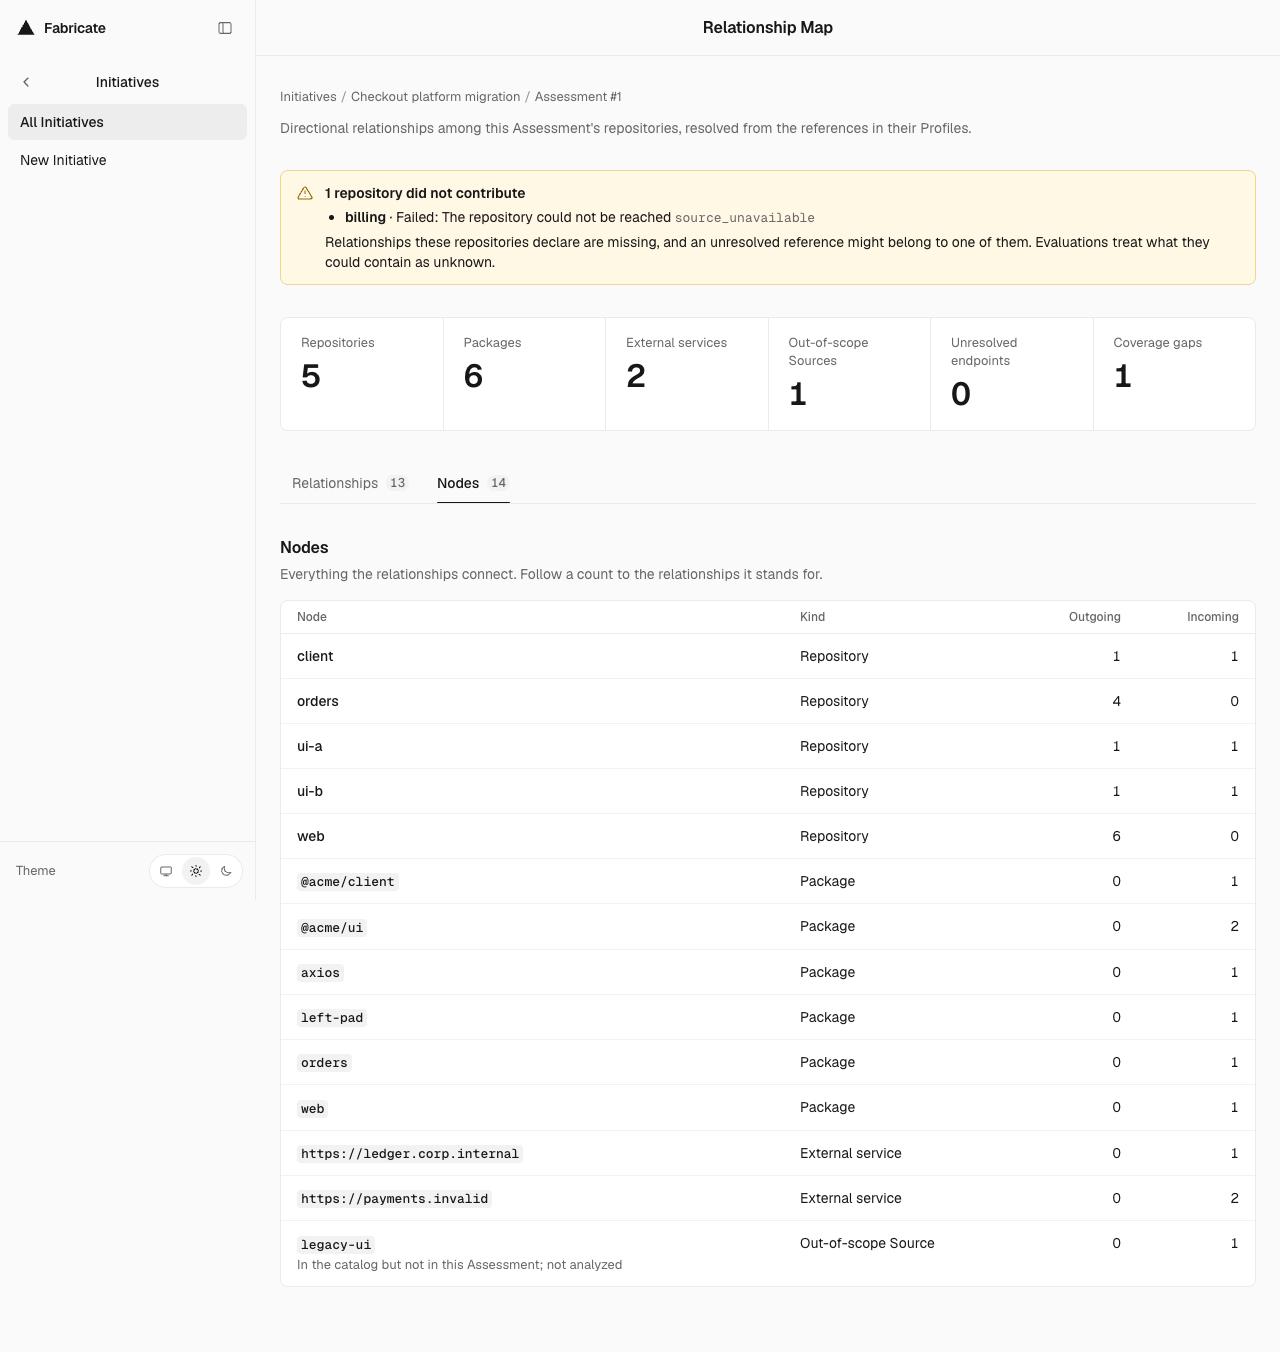 Fabricate
Relationship Map
Initiatives
All Initiatives
New Initiative
Initiatives / Checkout platform migration / Assessment #1
Directional relationships among this Assessment's repositories, resolved from the references in their Profiles.
1 repository did not contribute
• billing · Failed: The repository could not be reached source_unavailable
Relationships these repositories declare are missing, and an unresolved reference might belong to one of them. Evaluations treat what they
could contain as unknown.
Repositories
5
Packages
6
External services
2
Out-of-scope
Sources
1
Unresolved
endpoints
0
Coverage gaps
1
Relationships 13 Nodes 14
Nodes
Everything the relationships connect. Follow a count to the relationships it stands for.
Node Kind Outgoing Incoming
client Repository 1 1
orders Repository 4 0
ui-a Repository 1 1
ui-b Repository 1 1
web Repository 6 0
@acme/client Package 0 1
@acme/ui Package 0 2
axios Package 0 1
left-pad Package 0 1
orders Package 0 1
web Package 0 1
https://ledger.corp.internal External service 0 1
https://payments.invalid External service 0 2
legacy-ui Out-of-scope Source 0 1
In the catalog but not in this Assessment; not analyzed
Theme